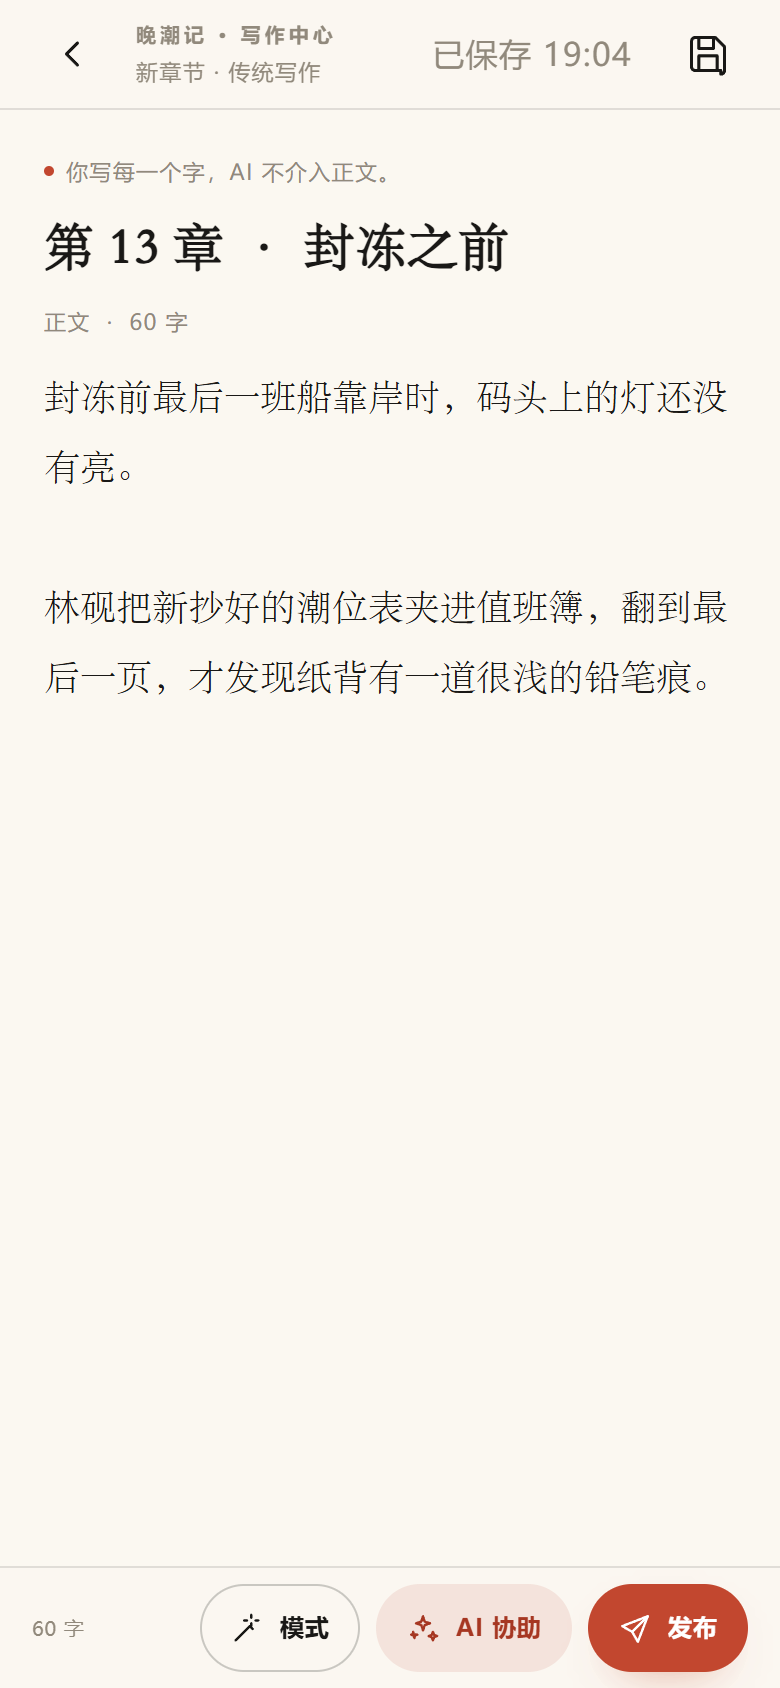 晚潮记 • 写作中心
新章节 · 传统写作
已保存 19:04
你写每一个字，AI 不介入正文。
第 13 章 · 封冻之前
正文 · 60 字
封冻前最后一班船靠岸时，码头上的灯还没
有亮。
林砚把新抄好的潮位表夹进值班簿，翻到最
后一页，才发现纸背有一道很浅的铅笔痕。
60 字
模式
AI 协助
发布